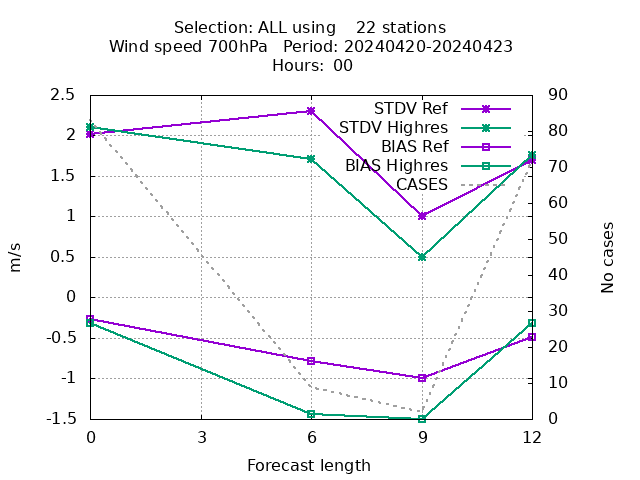 Selection: ALL using    22 stations
Wind speed 700hPa   Period: 20240420-20240423
Hours:  00
2.5
2
1.5
1
0.5
0
-0.5
-1
-1.5
m/s
STDV Ref
STDV Highres
BIAS Ref
BIAS Highres
CASES
90
80
70
60
50
40
30
20
10
0
No cases
0 3 6 9 12
Forecast length